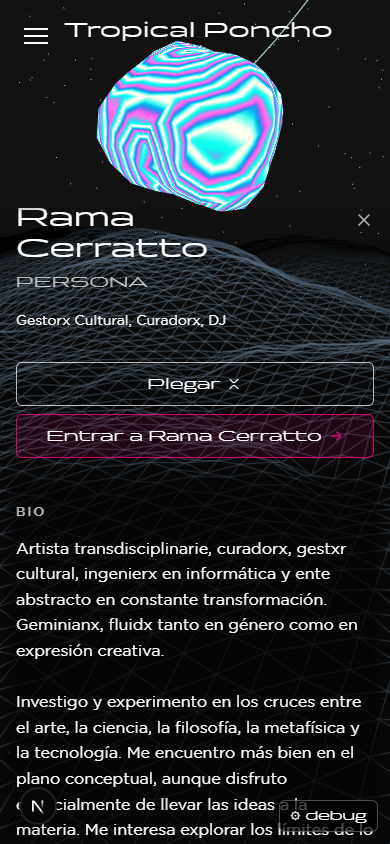 Tropical Poncho
Rama
Cerratto
PERSONA
Gestorx Cultural, Curadorx, DJ
Plegar
Entrar a Rama Cerratto →
BIO
Artista transdisciplinarie, curadorx, gestxr
cultural, ingenierx en informática y ente
abstracto en constante transformación.
Geminianx, fluidx tanto en género como en
expresión creativa.
Investigo y experimento en los cruces entre
el arte, la ciencia, la filosofía, la metafísica y
la tecnología. Me encuentro más bien en el
plano conceptual, aunque disfruto
cialmente de llevar las ideas a la
materia. Me interesa explorar los límites de lo
N
debug